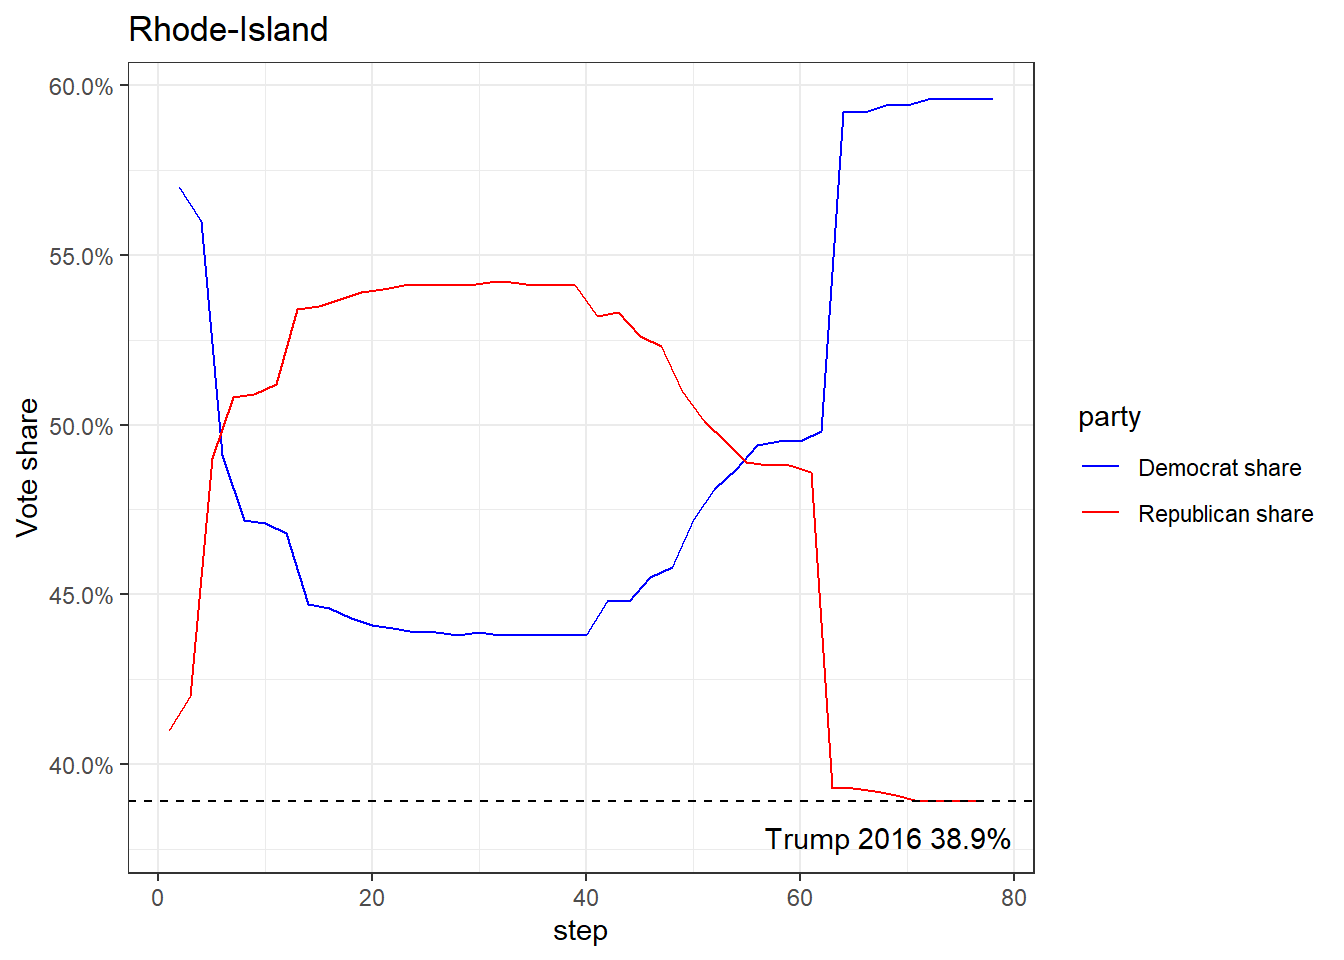 Rhode-Island
60.0%
55.0%
50.0%
45.0%
40.0%
Vote share
Trump 2016 38.9%
0 20 40 60 80
step
party
Democrat share
Republican share